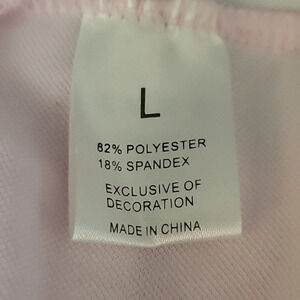 L
82% POLYESTER
18% SPANDEX
EXCLUSIVE OF
DECORATION
MADE IN CHINA